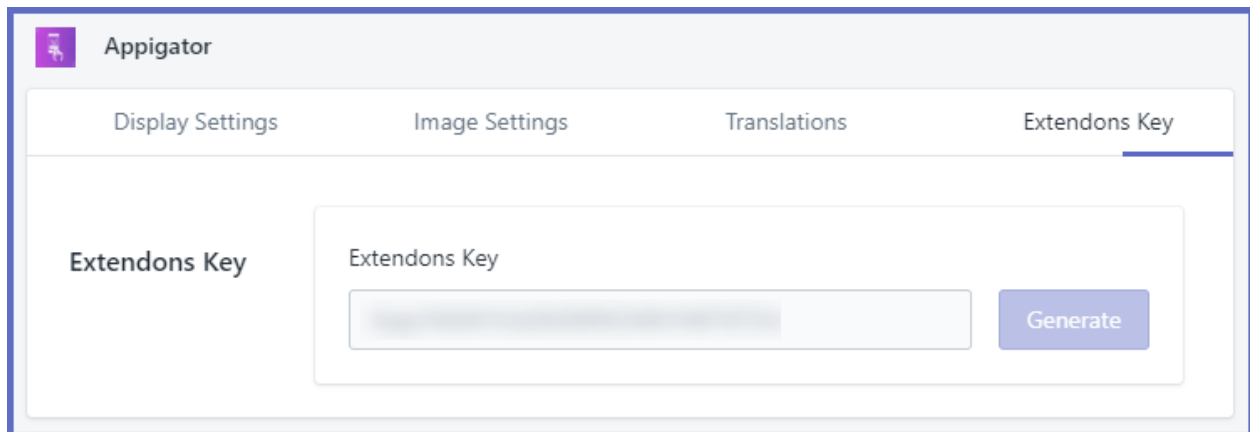 Appigator
Display Settings Image Settings Translations Extendons Key
Extendons Key
Extendons Key
Generate